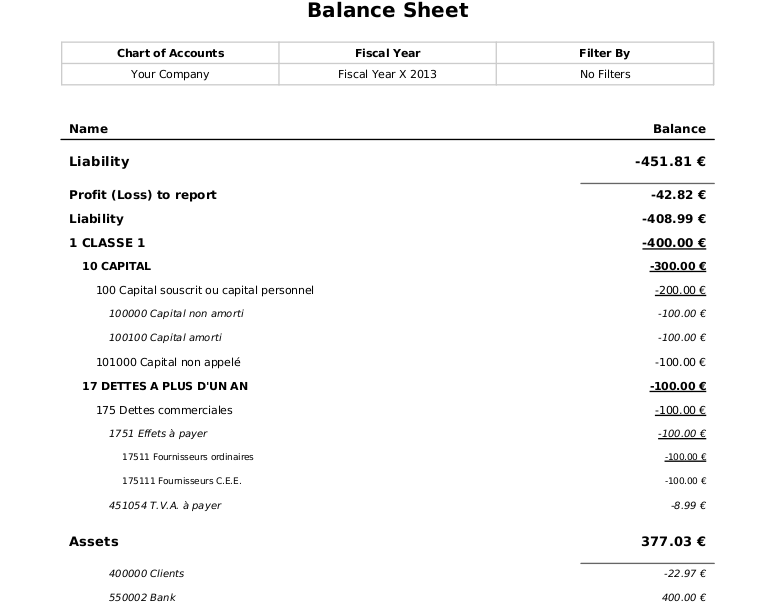 Balance Sheet
Chart of Accounts Fiscal Year Filter By
Your Company Fiscal Year X 2013 No Filters
Name Balance
Liability -451.81 €
Profit (Loss) to report -42.82 €
Liability -408.99 €
1 CLASSE 1 -400.00 €
10 CAPITAL -300.00 €
100 Capital souscrit ou capital personnel -200.00 €
100000 Capital non amorti -100.00 €
100100 Capital amorti -100.00 €
101000 Capital non appelé -100.00 €
17 DETTES A PLUS D'UN AN -100.00 €
175 Dettes commerciales -100.00 €
1751 Effets à payer -100.00 €
17511 Fournisseurs ordinaires -100.00 €
175111 Fournisseurs C.E.E. -100.00 €
451054 T.V.A. à payer -8.99 €
Assets 377.03 €
400000 Clients -22.97 €
550002 Bank 400.00 €